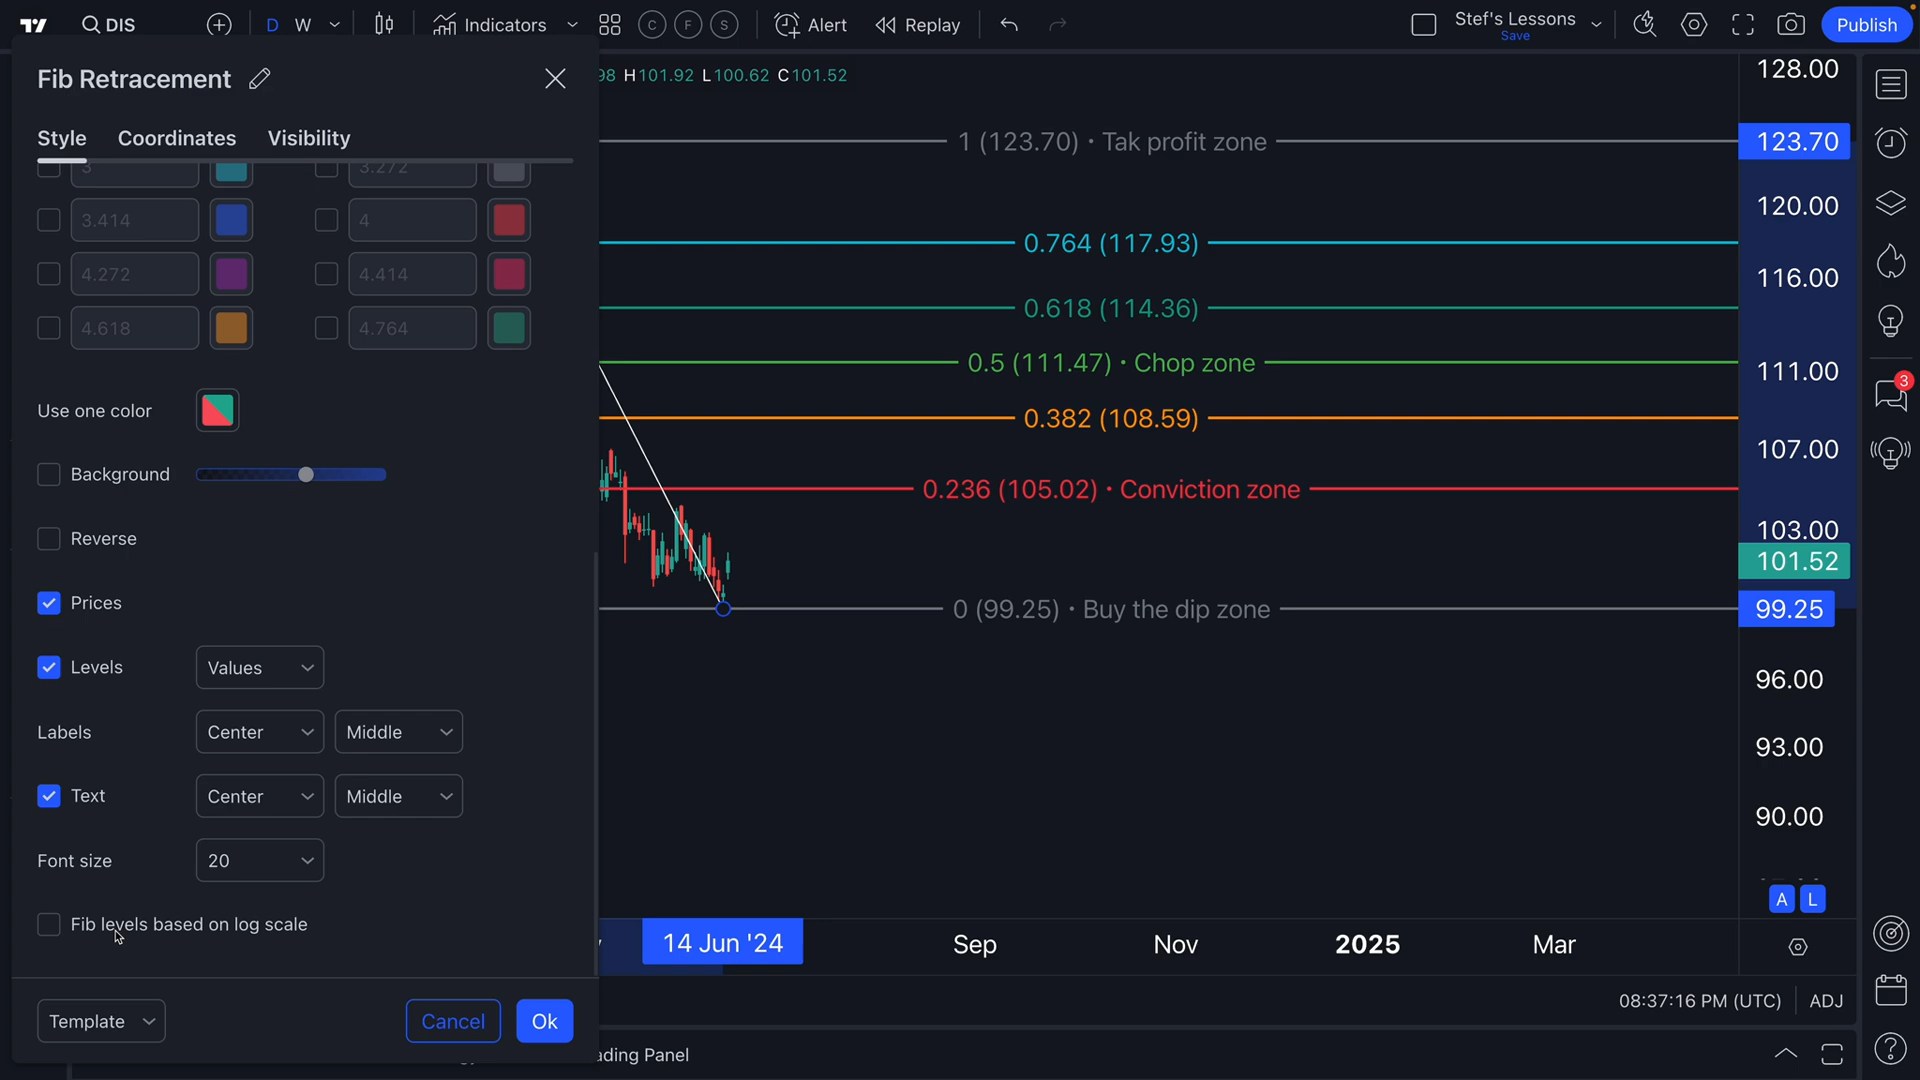 DIS D W Indicators C F S Alert Replay Stef's Lessons Save Publish
Fib Retracement
98 H101.92 L100.62 C101.52
Style Coordinates Visibility
3 3.272
3.414 4
4.272 4.414
4.618 4.764
Use one color
Background
Reverse
Prices
Levels Values
Labels Center Middle
Text Center Middle
Font size 20
Fib levels based on log scale
Template Cancel Ok
1 (123.70) • Tak profit zone
0.764 (117.93)
0.618 (114.36)
0.5 (111.47) • Chop zone
0.382 (108.59)
0.236 (105.02) • Conviction zone
0 (99.25) • Buy the dip zone
128.00
123.70
120.00
116.00
111.00
107.00
103.00
101.52
99.25
96.00
93.00
90.00
A L
3
14 Jun '24 Sep Nov 2025 Mar
08:37:16 PM (UTC) ADJ
ading Panel